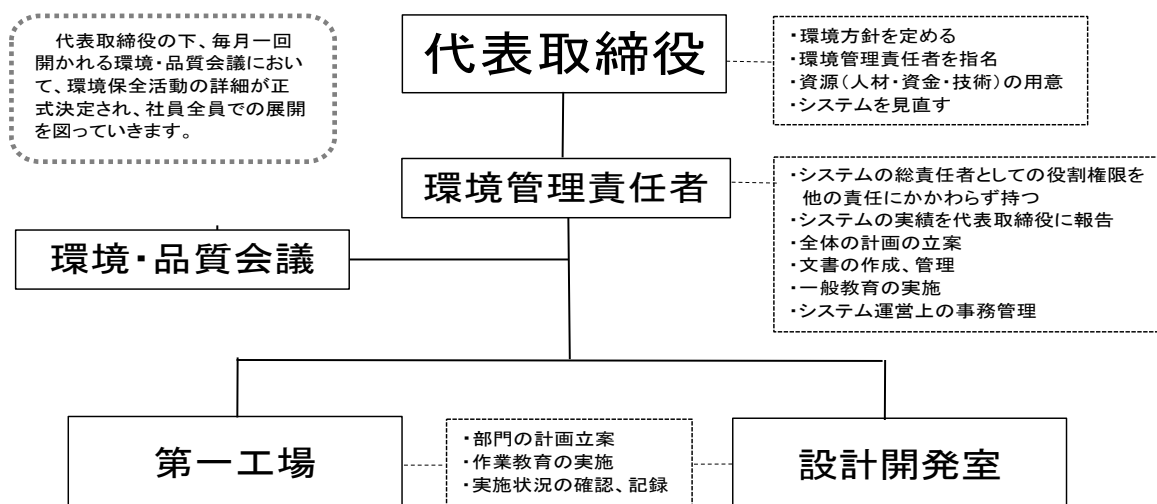 代表取締役の下、毎月一回
開かれる環境・品質会議におい
て、環境保全活動の詳細が正
式決定され、社員全員での展開
を図っていきます。
代表取締役
・環境方針を定める
・環境管理責任者を指名
・資源(人材・資金・技術)の用意
・システムを見直す
環境管理責任者
・システムの総責任者としての役割権限を
他の責任にかかわらず持つ
・システムの実績を代表取締役に報告
・全体の計画の立案
・文書の作成、管理
・一般教育の実施
・システム運営上の事務管理
環境・品質会議
第一工場
・部門の計画立案
・作業教育の実施
・実施状況の確認、記録
設計開発室